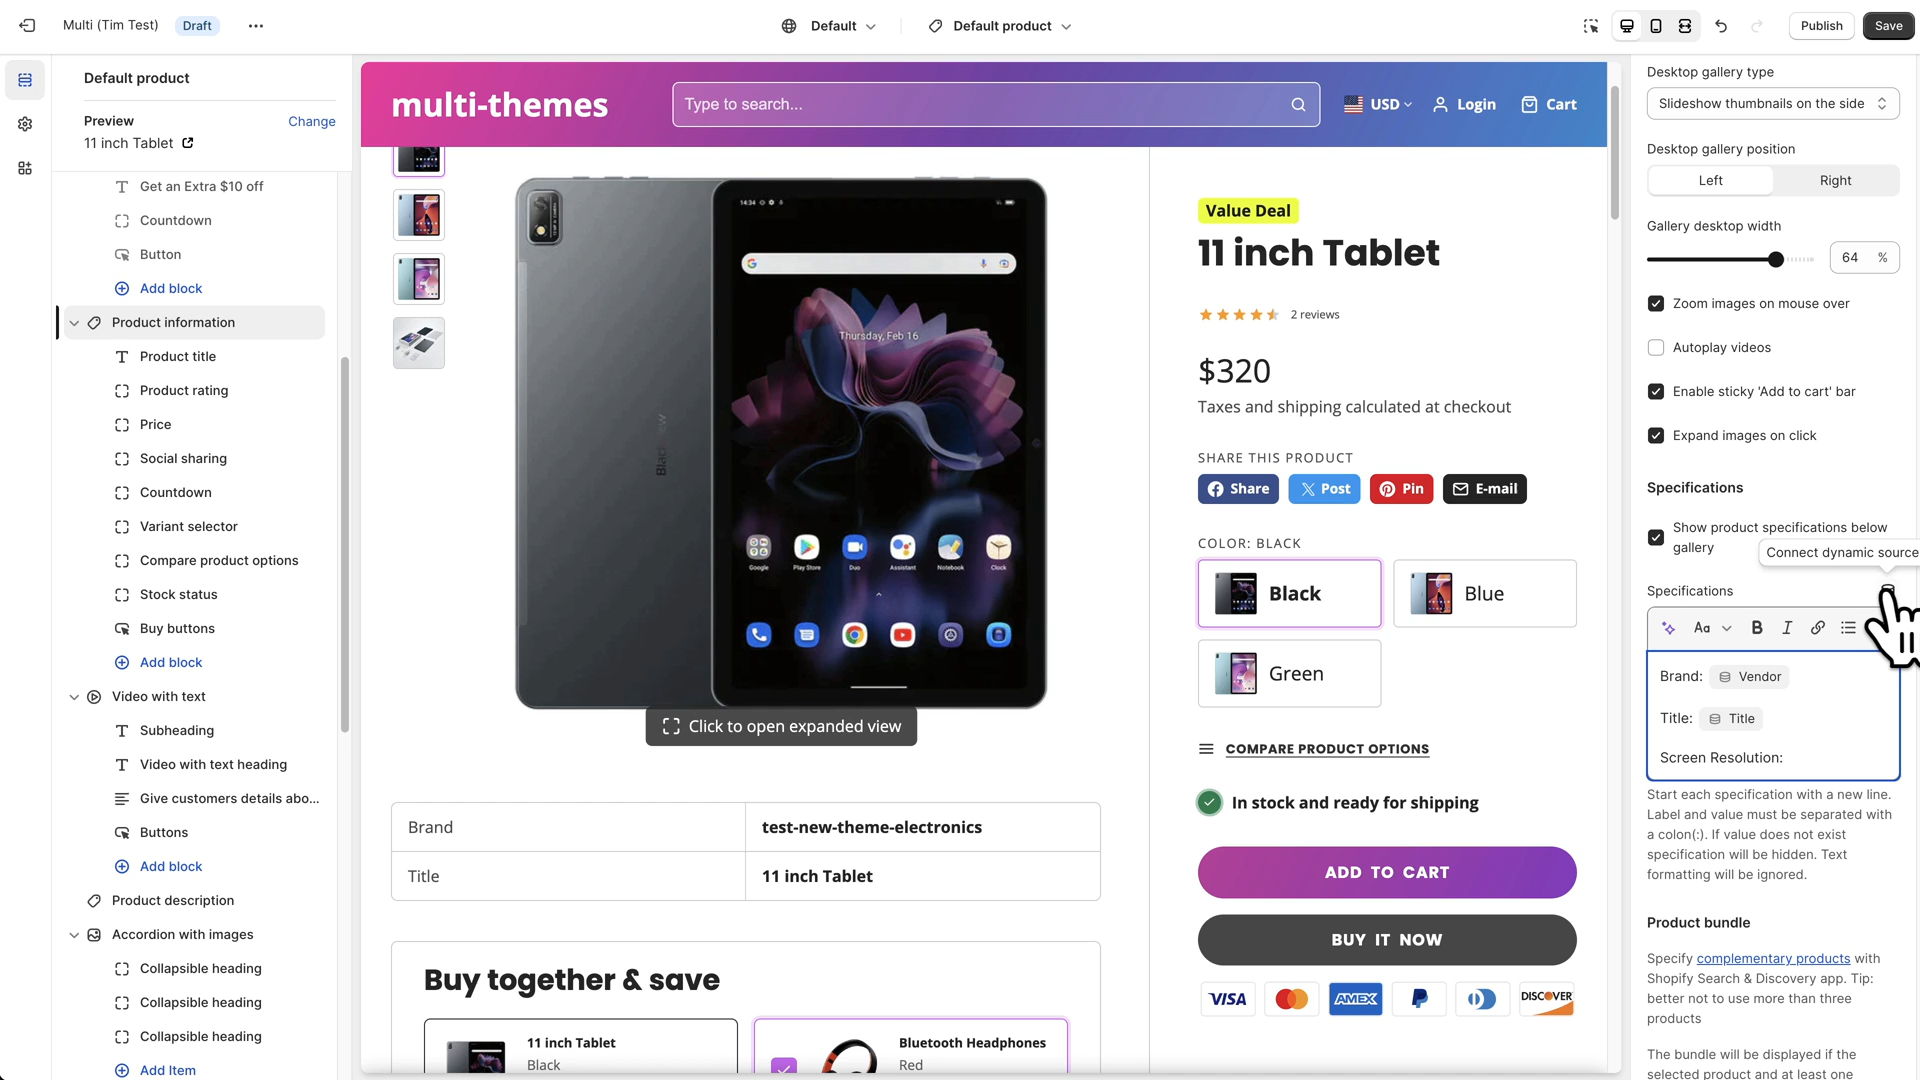 Multi (Tim Test)
Draft
Default
Default product
Publish
Save
Default product
Preview
Change
11 inch Tablet
Get an Extra $10 off
Countdown
Button
Add block
Product information
Product title
Product rating
Price
Social sharing
Countdown
Variant selector
Compare product options
Stock status
Buy buttons
Add block
Video with text
Subheading
Video with text heading
Give customers details abo...
Buttons
Add block
Product description
Accordion with images
Collapsible heading
Collapsible heading
Collapsible heading
Add Item
multi-themes
Type to search...
USD
Login
Cart
14:34
Thursday, Feb 16
Google
Play Store
Duo
Assistant
Notebook
Clock
Click to open expanded view
Brand
test-new-theme-electronics
Title
11 inch Tablet
Buy together & save
11 inch Tablet
Black
Bluetooth Headphones
Red
Value Deal
11 inch Tablet
2 reviews
$320
Taxes and shipping calculated at checkout
SHARE THIS PRODUCT
Share
Post
Pin
E-mail
COLOR: BLACK
Black
Blue
Green
COMPARE PRODUCT OPTIONS
In stock and ready for shipping
ADD TO CART
BUY IT NOW
VISA
AMEX
DISCOVER
Desktop gallery type
Slideshow thumbnails on the side
Desktop gallery position
Left
Right
Gallery desktop width
64 %
Zoom images on mouse over
Autoplay videos
Enable sticky 'Add to cart' bar
Expand images on click
Specifications
Show product specifications below
gallery
Connect dynamic source
Specifications
Aa
B
I
Brand: Vendor
Title: Title
Screen Resolution:
Start each specification with a new line.
Label and value must be separated with
a colon(:). If value does not exist
specification will be hidden. Text
formatting will be ignored.
Product bundle
Specify complementary products with
Shopify Search & Discovery app. Tip:
better not to use more than three
products
The bundle will be displayed if the
selected product and at least one